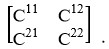 [C¹¹ C¹²
C²¹ C²²] .